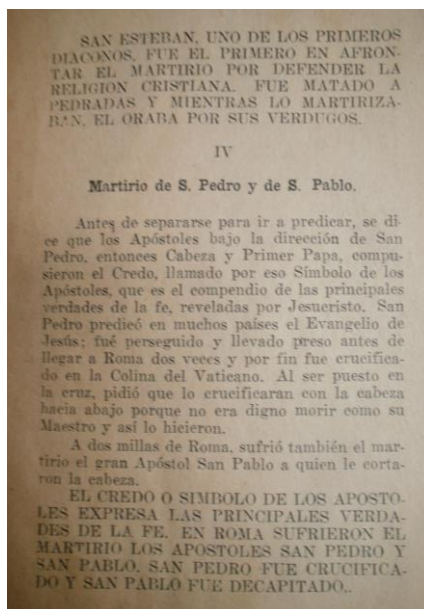 SAN ESTEBAN, UNO DE LOS PRIMEROS
DIACONOS, FUE EL PRIMERO EN AFRON-
TAR EL MARTIRIO POR DEFENDER LA
RELIGION CRISTIANA. FUE MATADO A
PEDRADAS Y MIENTRAS LO MARTIRIZA-
BAN, EL ORABA POR SUS VERDUGOS.
IV
Martirio de S. Pedro y de S. Pablo.
Antes de separarse para ir a predicar, se di-
ce que los Apóstoles bajo la dirección de San
Pedro, entonces Cabeza y Primer Papa, compu-
sieron el Credo, llamado por eso Símbolo de los
Apóstoles, que es el compendio de las principales
verdades de la fe, reveladas por Jesucristo. San
Pedro predicó en muchos países el Evangelio de
Jesús; fué perseguido y llevado preso antes de
llegar a Roma dos veces y por fin fue crucifica-
do en la Colina del Vaticano. Al ser puesto en
la cruz, pidió que lo crucificaran con la cabeza
hacia abajo porque no era digno morir como su
Maestro y así lo hicieron.
A dos millas de Roma, sufrió también el mar-
tirio el gran Apóstol San Pablo a quien le corta-
ron la cabeza.
EL CREDO O SIMBOLO DE LOS APOSTO-
LES EXPRESA LAS PRINCIPALES VERDA-
DES DE LA FE. EN ROMA SUFRIERON EL
MARTIRIO LOS APOSTOLES SAN PEDRO Y
SAN PABLO. SAN PEDRO FUE CRUCIFICA-
DO Y SAN PABLO FUE DECAPITADO..